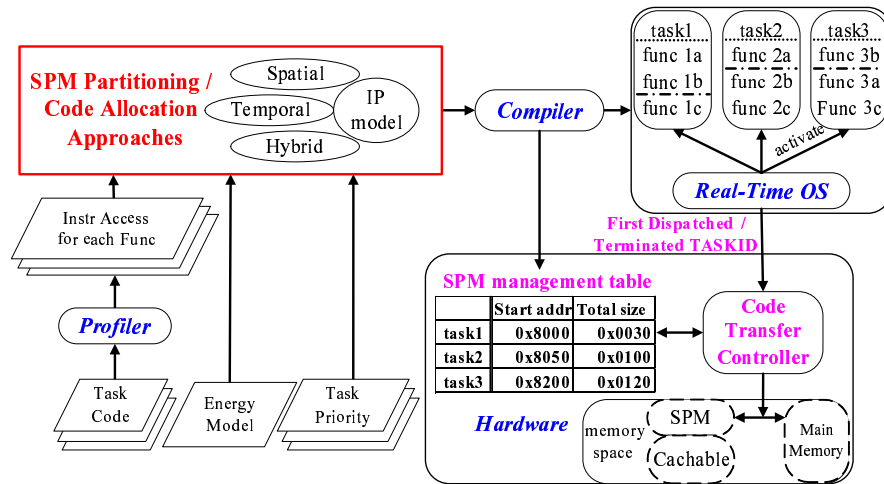 SPM Partitioning /
Code Allocation
Approaches
Spatial
Temporal
Hybrid
IP
model
Compiler
task1
func 1a
func 1b
func 1c
task2
func 2a
func 2b
func 2c
task3
func 3b
func 3a
Func 3c
activate
Real-Time OS
First Dispatched /
Terminated TASKID
Instr Access
for each Func
Profiler
Task
Code
Energy
Model
Task
Priority
SPM management table
Start addr Total size
task1 0x8000 0x0030
task2 0x8050 0x0100
task3 0x8200 0x0120
Code
Transfer
Controller
Hardware
memory
space
SPM
Cachable
Main
Memory